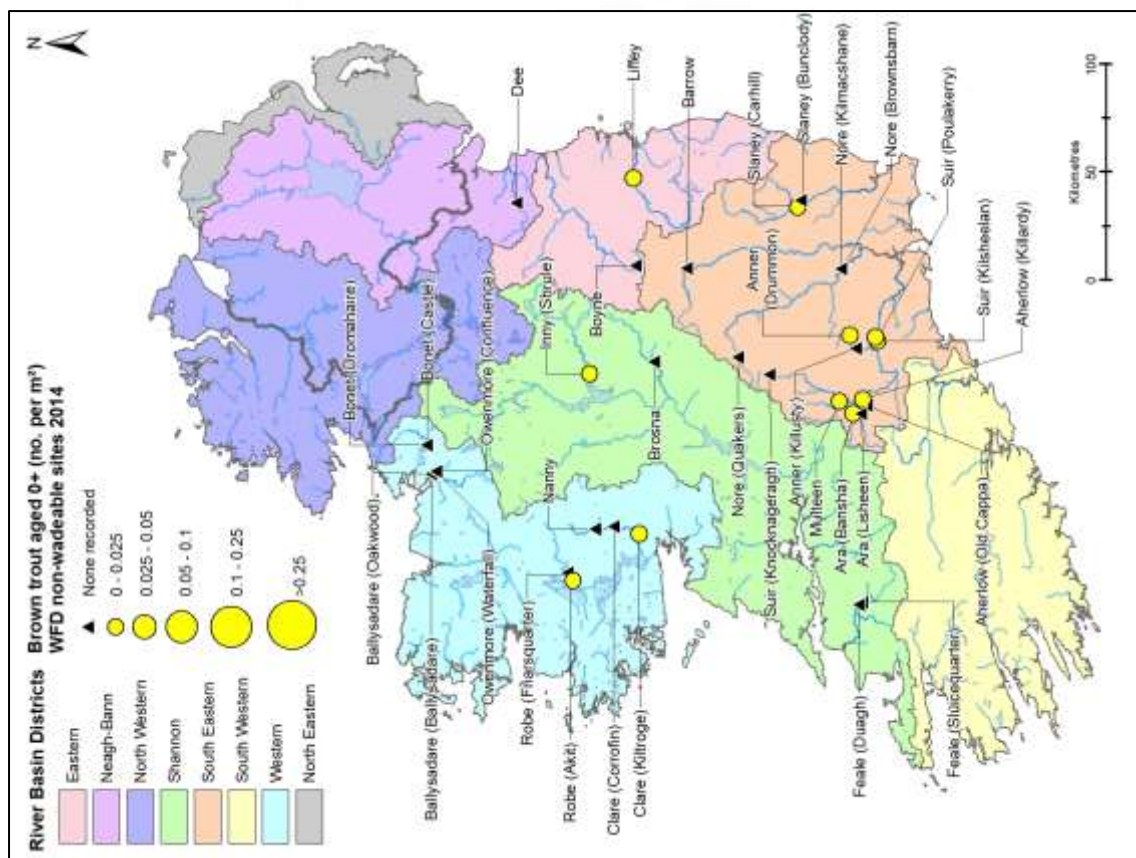 N
River Basin Districts
Eastern
Neagh-Bann
North Western
Shannon
South Eastern
South Western
Western
North Eastern
Brown trout aged 0+ (no. per m²)
WFD non-wadeable sites 2014
None recorded
0 - 0.025
0.025 - 0.05
0.05 - 0.1
0.1 - 0.25
>0.25
Ballysadare (Oakwood)
Bonet (Dromahaire)
Bonet (Castle)
Owenmore (Confluence)
Ballysadare (Ballysadare)
Owenmore (Waterfall)
Robe (Friarsquarter)
Nanny
Inny (Shrule)
Robe (Akit)
Clare (Corrofin)
Clare (Kiltroge)
Dee
Liffey
Boyne
Barrow
Brosna
Slaney (Carhill)
Slaney (Bunclody)
Nore (Kilmacshane)
Nore (Brownsbarn)
Anner
(Drummon)
Suir (Poulakerry)
Nore (Quakers)
Suir (Knocknageragh)
Anner (Killusty)
Multeen
Ara (Bansha)
Ara (Lisheen)
Suir (Kilsheelan)
Aherlow (Killardy)
Aherlow (Old Cappa)
Feale (Duagh)
Feale (Sluicequarter)
0 50 100
Kilometres